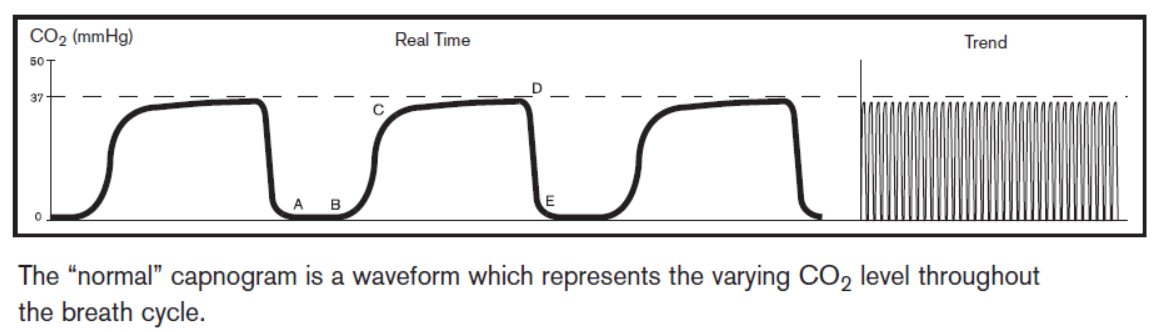 CO₂ (mmHg)
Real Time
Trend
50
37
0
A
B
C
D
E
The “normal” capnogram is a waveform which represents the varying CO₂ level throughout
the breath cycle.